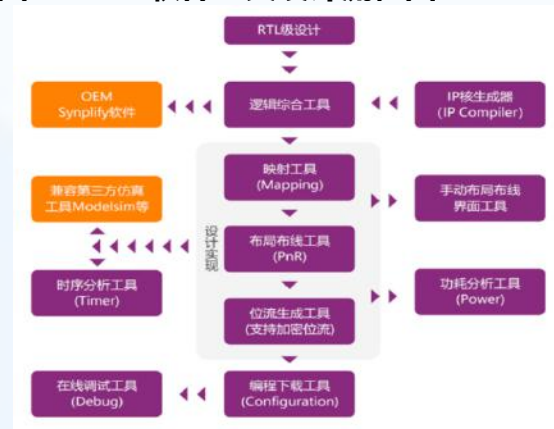 RTL级设计
OEM
Synplify软件
逻辑综合工具
IP核生成器
(IP Compiler)
映射工具
(Mapping)
兼容第三方仿真
工具Modelsim等
手动布局布线
界面工具
设计实现
布局布线工具
(PnR)
时序分析工具
(Timer)
功耗分析工具
(Power)
位流生成工具
(支持加密位流)
在线调试工具
(Debug)
编程下载工具
(Configuration)